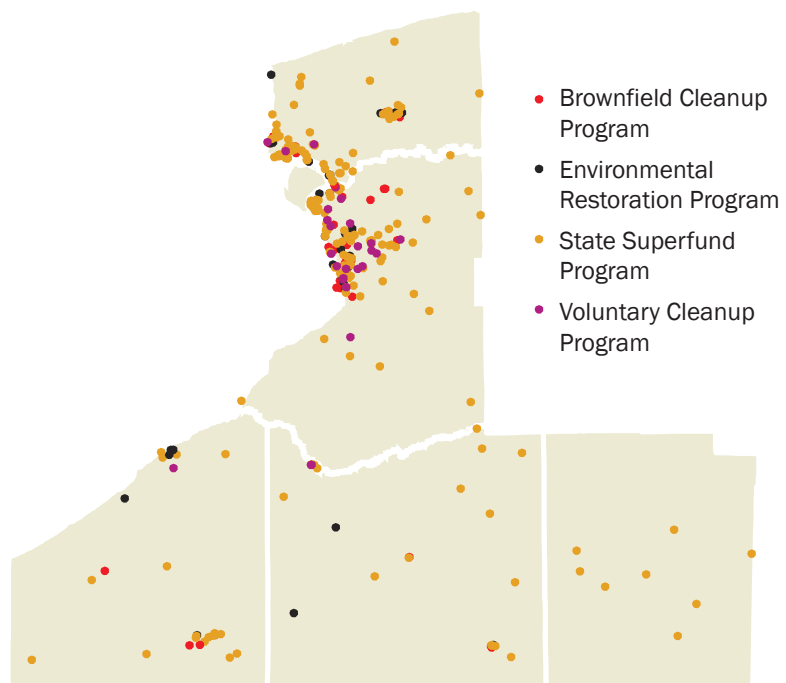 Brownfield Cleanup
Program
Environmental
Restoration Program
State Superfund
Program
Voluntary Cleanup
Program